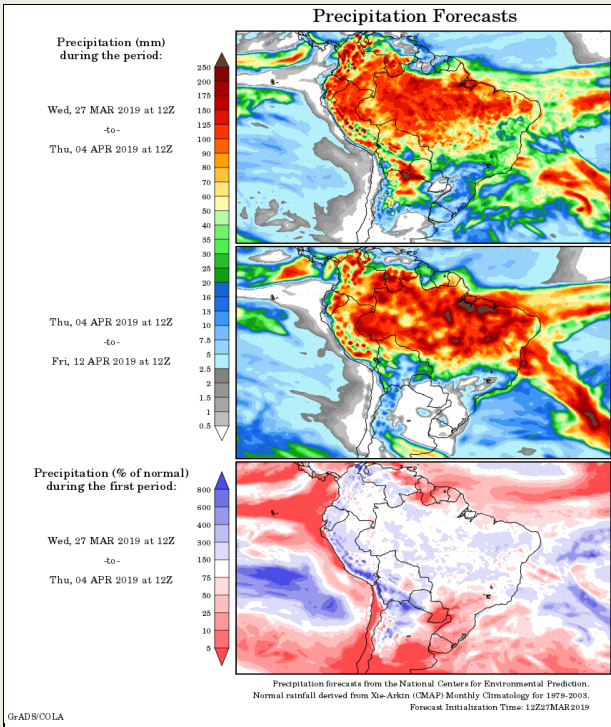 Precipitation Forecasts
Precipitation (mm)
during the period:
Wed, 27 MAR 2019 at 12Z
-to-
Thu, 04 APR 2019 at 12Z
250
200
175
150
125
100
90
80
70
60
50
40
35
30
25
20
16
13
10
7.5
5
2.5
2
1.5
1
0.5
Thu, 04 APR 2019 at 12Z
-to-
Fri, 12 APR 2019 at 12Z
Precipitation (% of normal)
during the first period:
Wed, 27 MAR 2019 at 12Z
-to-
Thu, 04 APR 2019 at 12Z
800
600
400
300
150
75
50
25
10
5
Precipitation forecasts from the National Centers for Environmental Prediction.
Normal rainfall derived from Xie-Arkin (CMAP) Monthly Climatology for 1979-2003.
Forecast Initialization Time: 12Z27MAR2019
GrADS/COLA